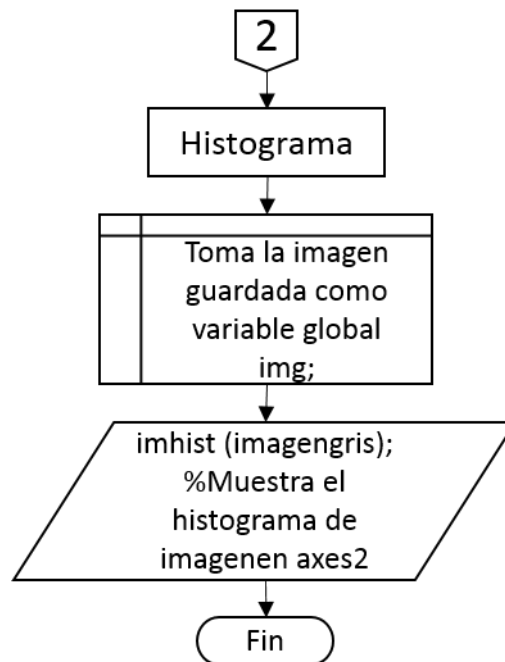 2
Histograma
Toma la imagen
guardada como
variable global
img;
imhist (imagengris);
%Muestra el
histograma de
imagenen axes2
Fin